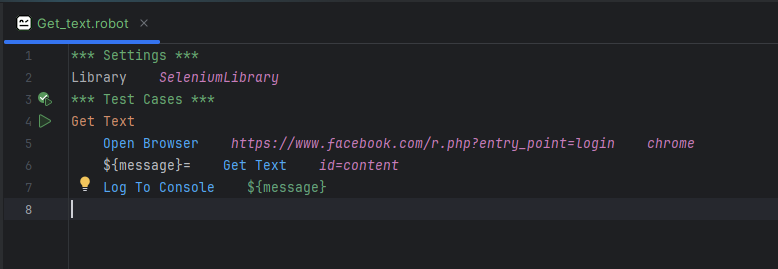 Get_text.robot
1 *** Settings ***
2 Library    SeleniumLibrary
3 *** Test Cases ***
4 Get Text
5     Open Browser    https://www.facebook.com/r.php?entry_point=login    chrome
6     ${message}=    Get Text    id=content
7     Log To Console    ${message}
8